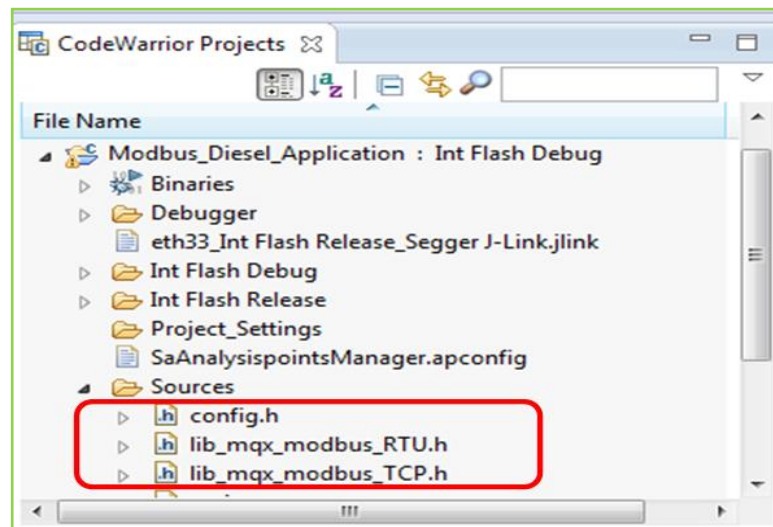 CodeWarrior Projects
File Name
Modbus_Diesel_Application : Int Flash Debug
Binaries
Debugger
eth33_Int Flash Release_Segger J-Link.jlink
Int Flash Debug
Int Flash Release
Project_Settings
SaAnalysispointsManager.apconfig
Sources
.h config.h
.h lib_mqx_modbus_RTU.h
.h lib_mqx_modbus_TCP.h